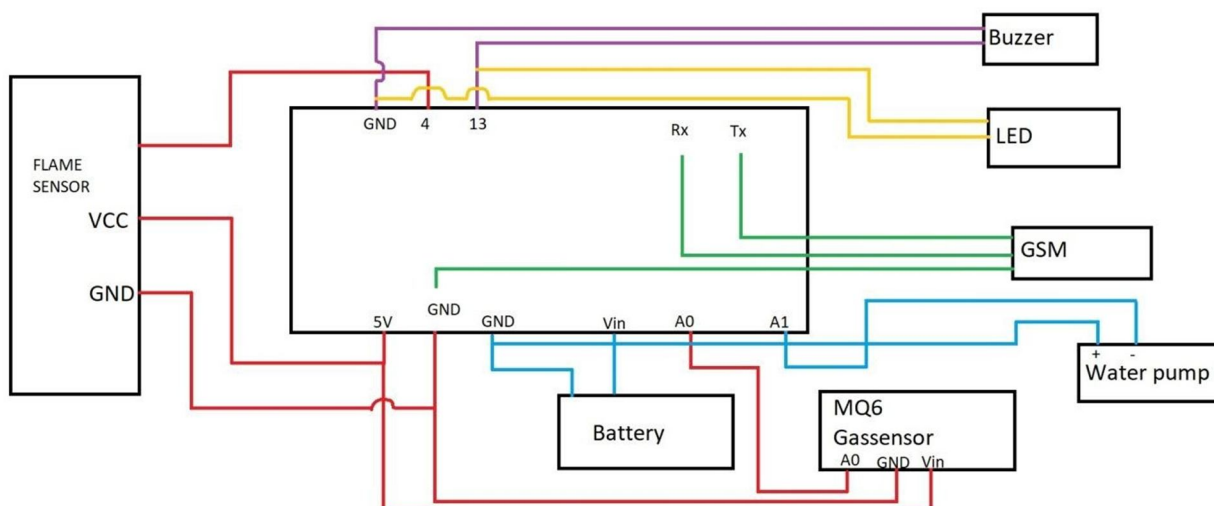 Buzzer
FLAME
SENSOR
VCC
GND
GND 4 13
Rx Tx
LED
GSM
5V GND GND Vin A0 A1
+ -
Water pump
Battery
MQ6
Gassensor
A0 GND Vin